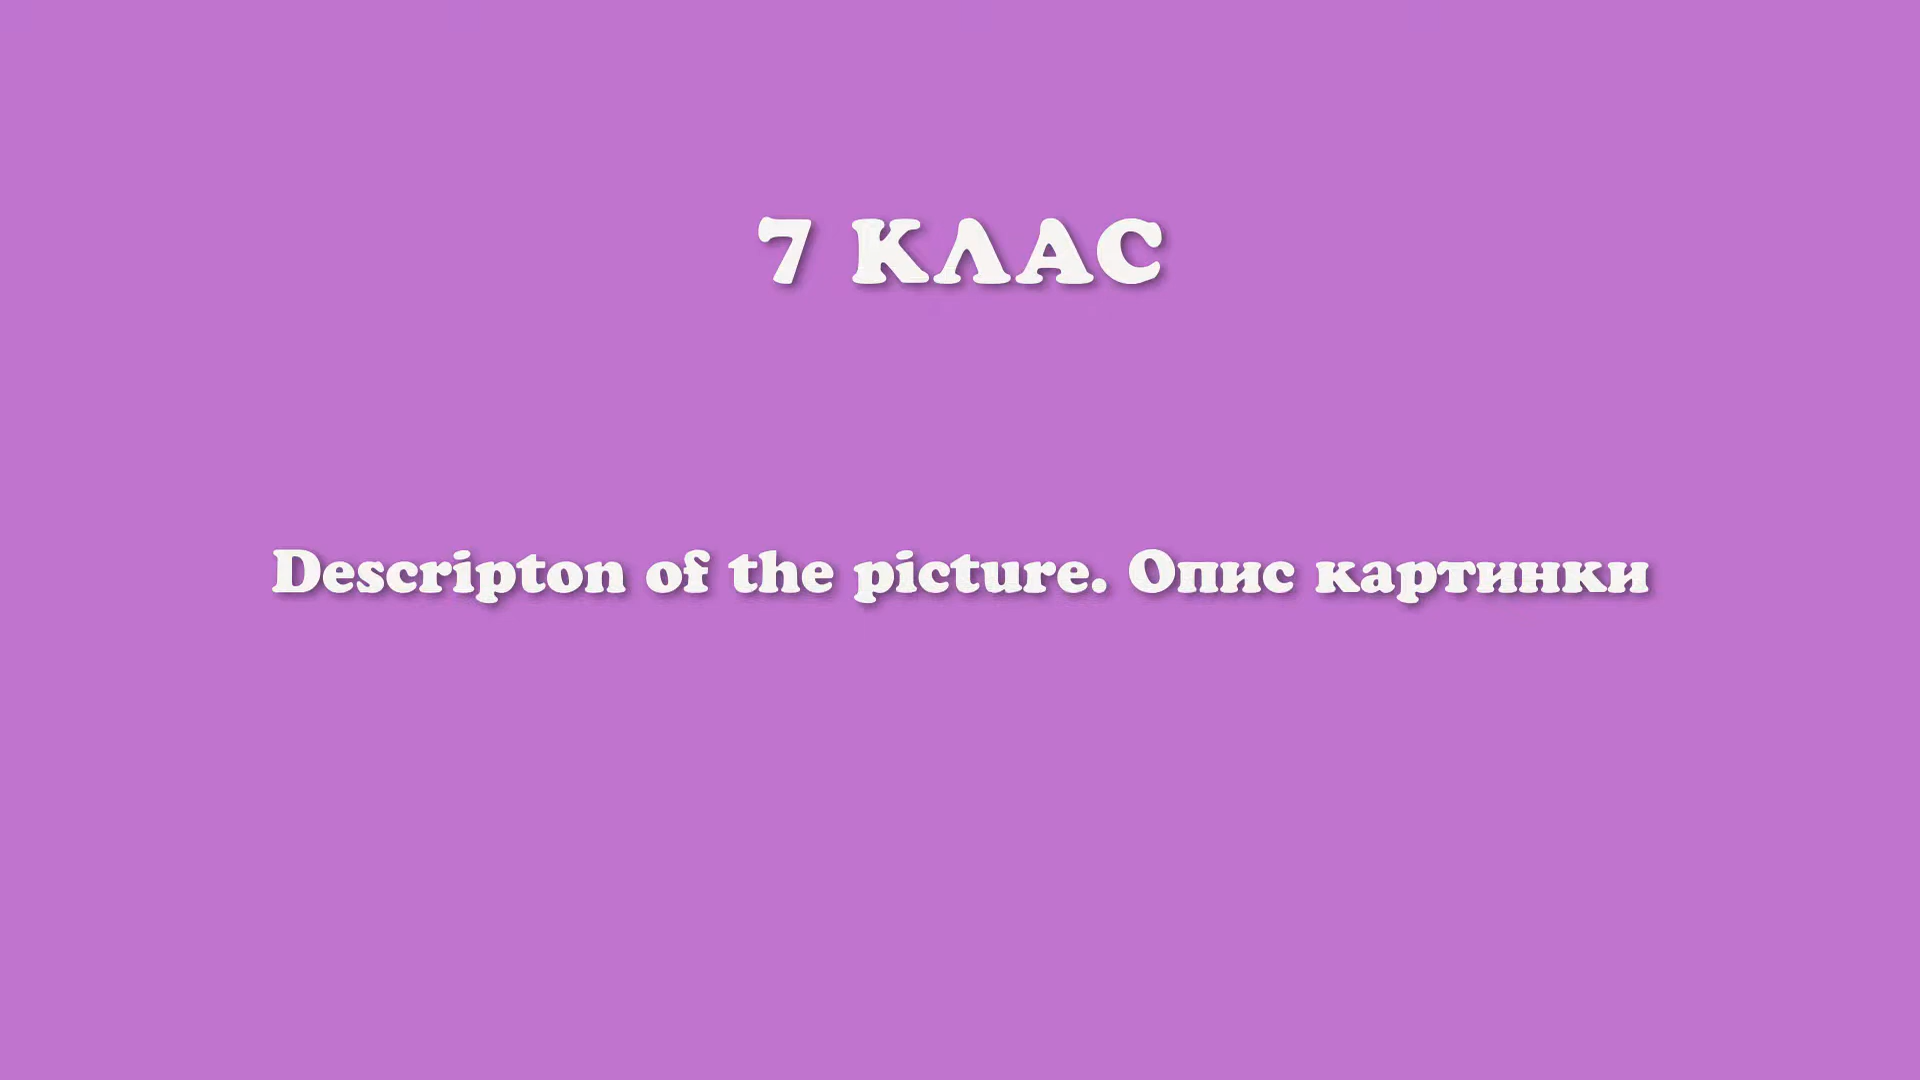 7 КЛАС
Descripton of the picture. Опис картинки